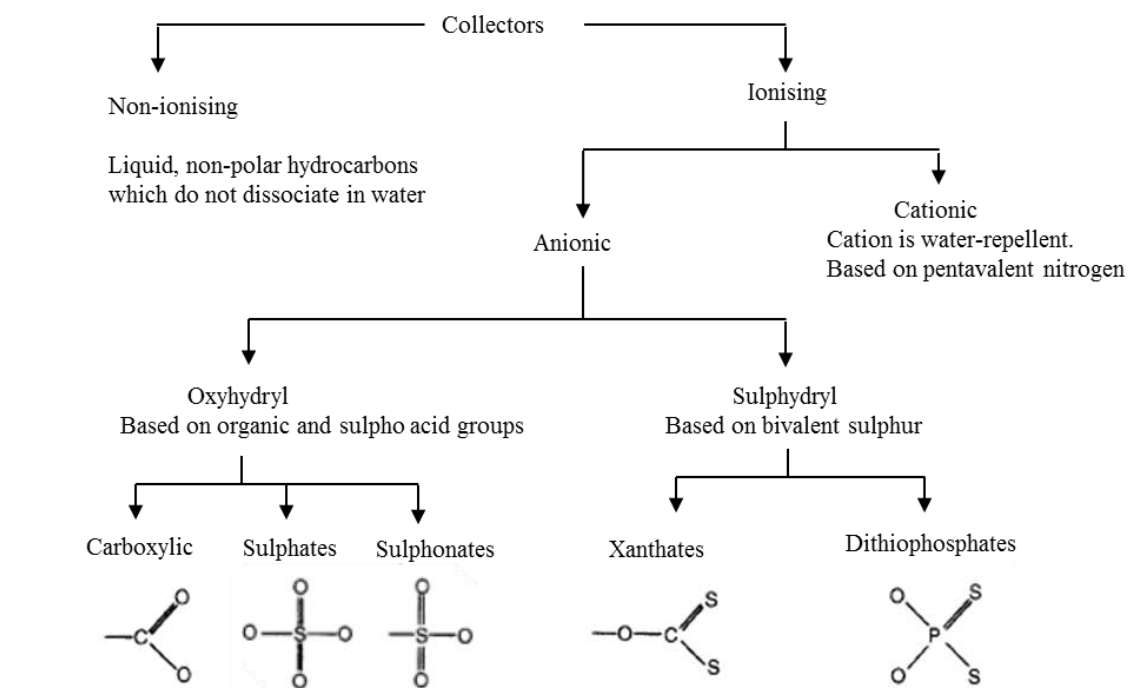 Collectors
Non-ionising
Ionising
Liquid, non-polar hydrocarbons
which do not dissociate in water
Anionic
Cationic
Cation is water-repellent.
Based on pentavalent nitrogen
Oxyhydryl
Based on organic and sulpho acid groups
Sulphydryl
Based on bivalent sulphur
Carboxylic
Sulphates
Sulphonates
Xanthates
Dithiophosphates
C
O
O
O
O
S
O
O
O
S
O
O
O
C
S
S
O
S
P
O
S